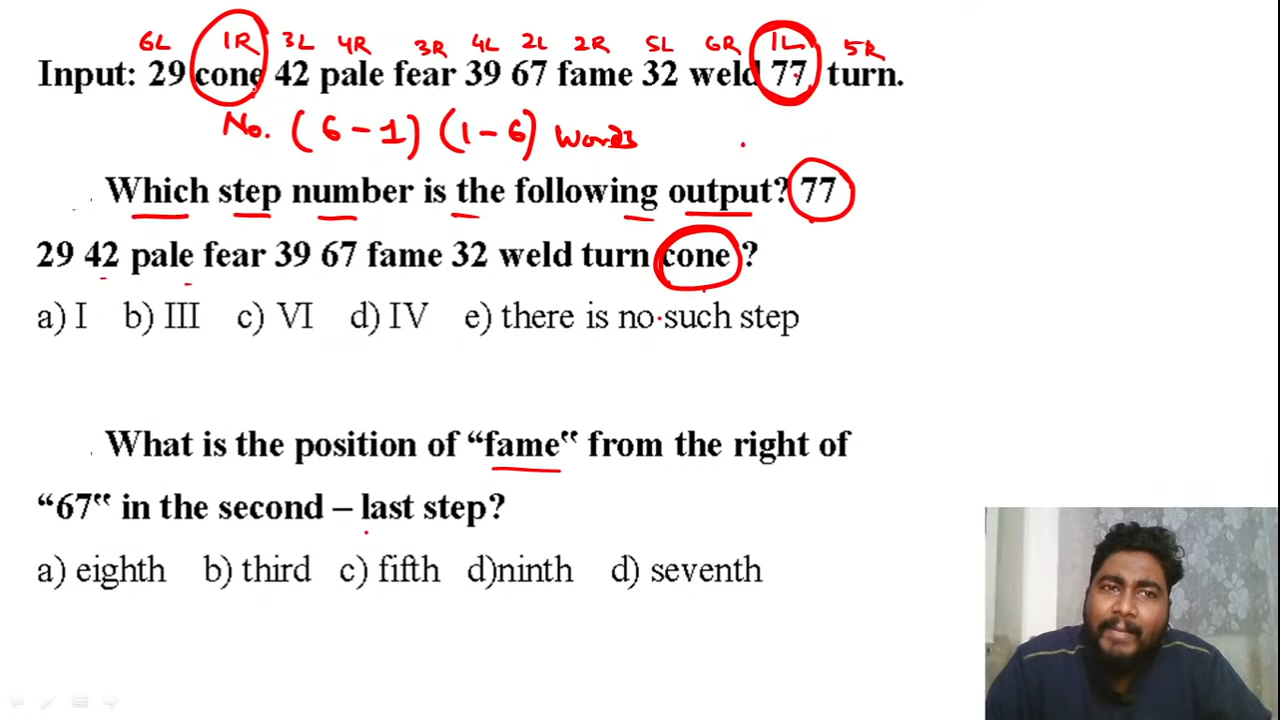 6L 1R 3L 4R 3R 4L 2L 2R 5L 6R 1L 5R
Input: 29 cone 42 pale fear 39 67 fame 32 weld 77 turn.
No. (6-1) (1-6) words
Which step number is the following output? 77
29 42 pale fear 39 67 fame 32 weld turn cone ?
a) I b) III c) VI d) IV e) there is no such step
What is the position of “fame‟ from the right of
“67‟ in the second – last step?
a) eighth b) third c) fifth d)ninth d) seventh